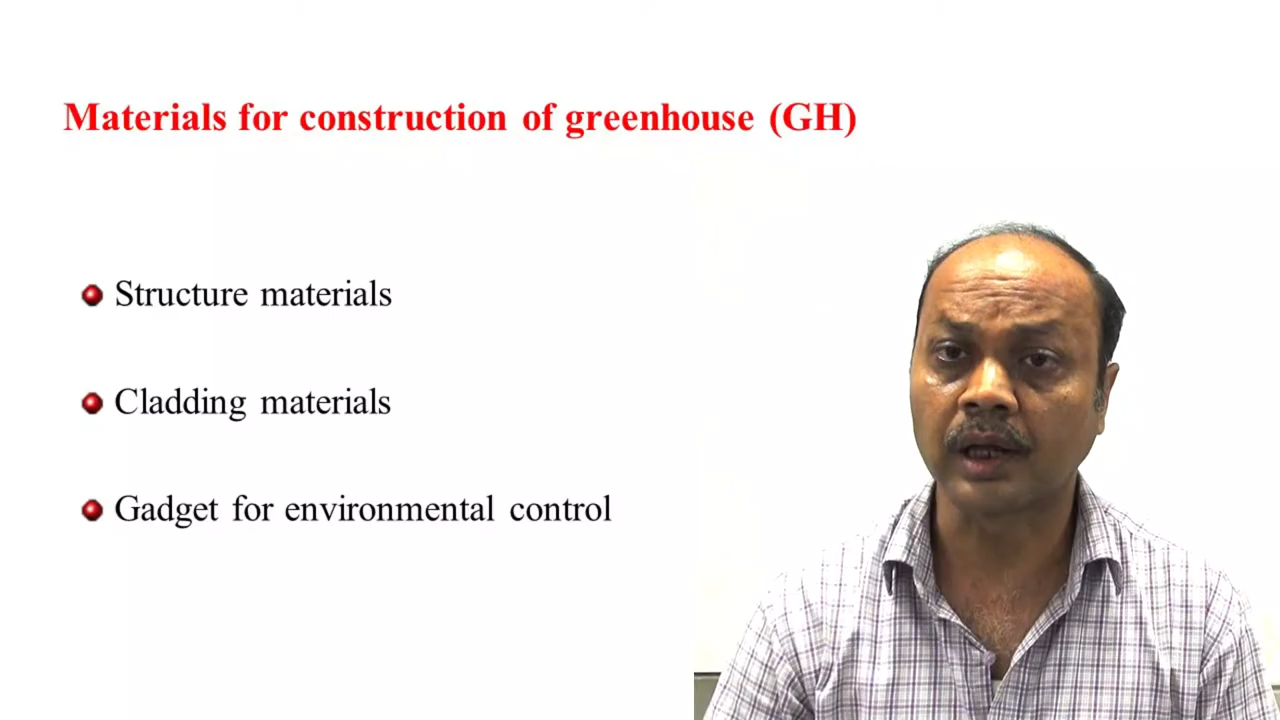 Materials for construction of greenhouse (GH)
Structure materials
Cladding materials
Gadget for environmental control